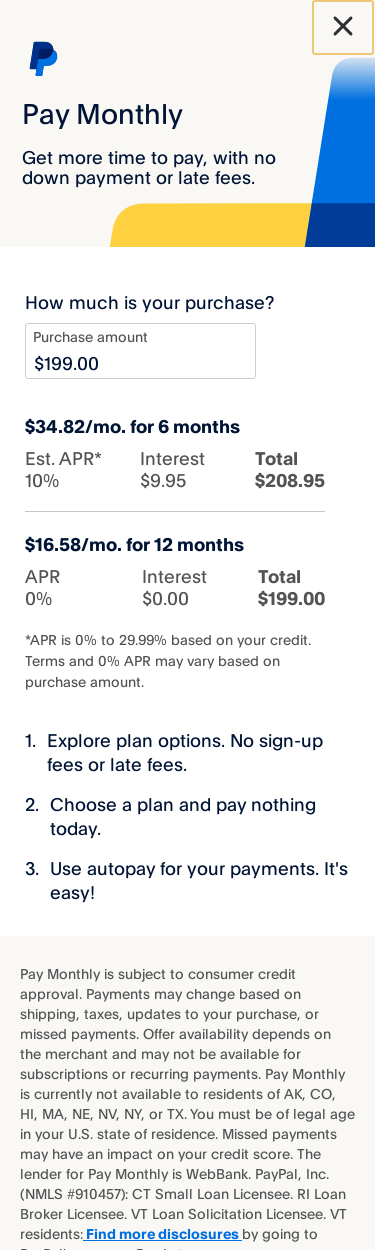 Pay Monthly
Get more time to pay, with no
down payment or late fees.
How much is your purchase?
Purchase amount
$199.00
$34.82/mo. for 6 months
Est. APR* Interest Total
10% $9.95 $208.95
$16.58/mo. for 12 months
APR Interest Total
0% $0.00 $199.00
*APR is 0% to 29.99% based on your credit.
Terms and 0% APR may vary based on
purchase amount.
1. Explore plan options. No sign-up
fees or late fees.
2. Choose a plan and pay nothing
today.
3. Use autopay for your payments. It's
easy!
Pay Monthly is subject to consumer credit
approval. Payments may change based on
shipping, taxes, updates to your purchase, or
missed payments. Offer availability depends on
the merchant and may not be available for
subscriptions or recurring payments. Pay Monthly
is currently not available to residents of AK, CO,
HI, MA, NE, NV, NY, or TX. You must be of legal age
in your U.S. state of residence. Missed payments
may have an impact on your credit score. The
lender for Pay Monthly is WebBank. PayPal, Inc.
(NMLS #910457): CT Small Loan Licensee. RI Loan
Broker Licensee. VT Loan Solicitation Licensee. VT
residents: Find more disclosures by going to